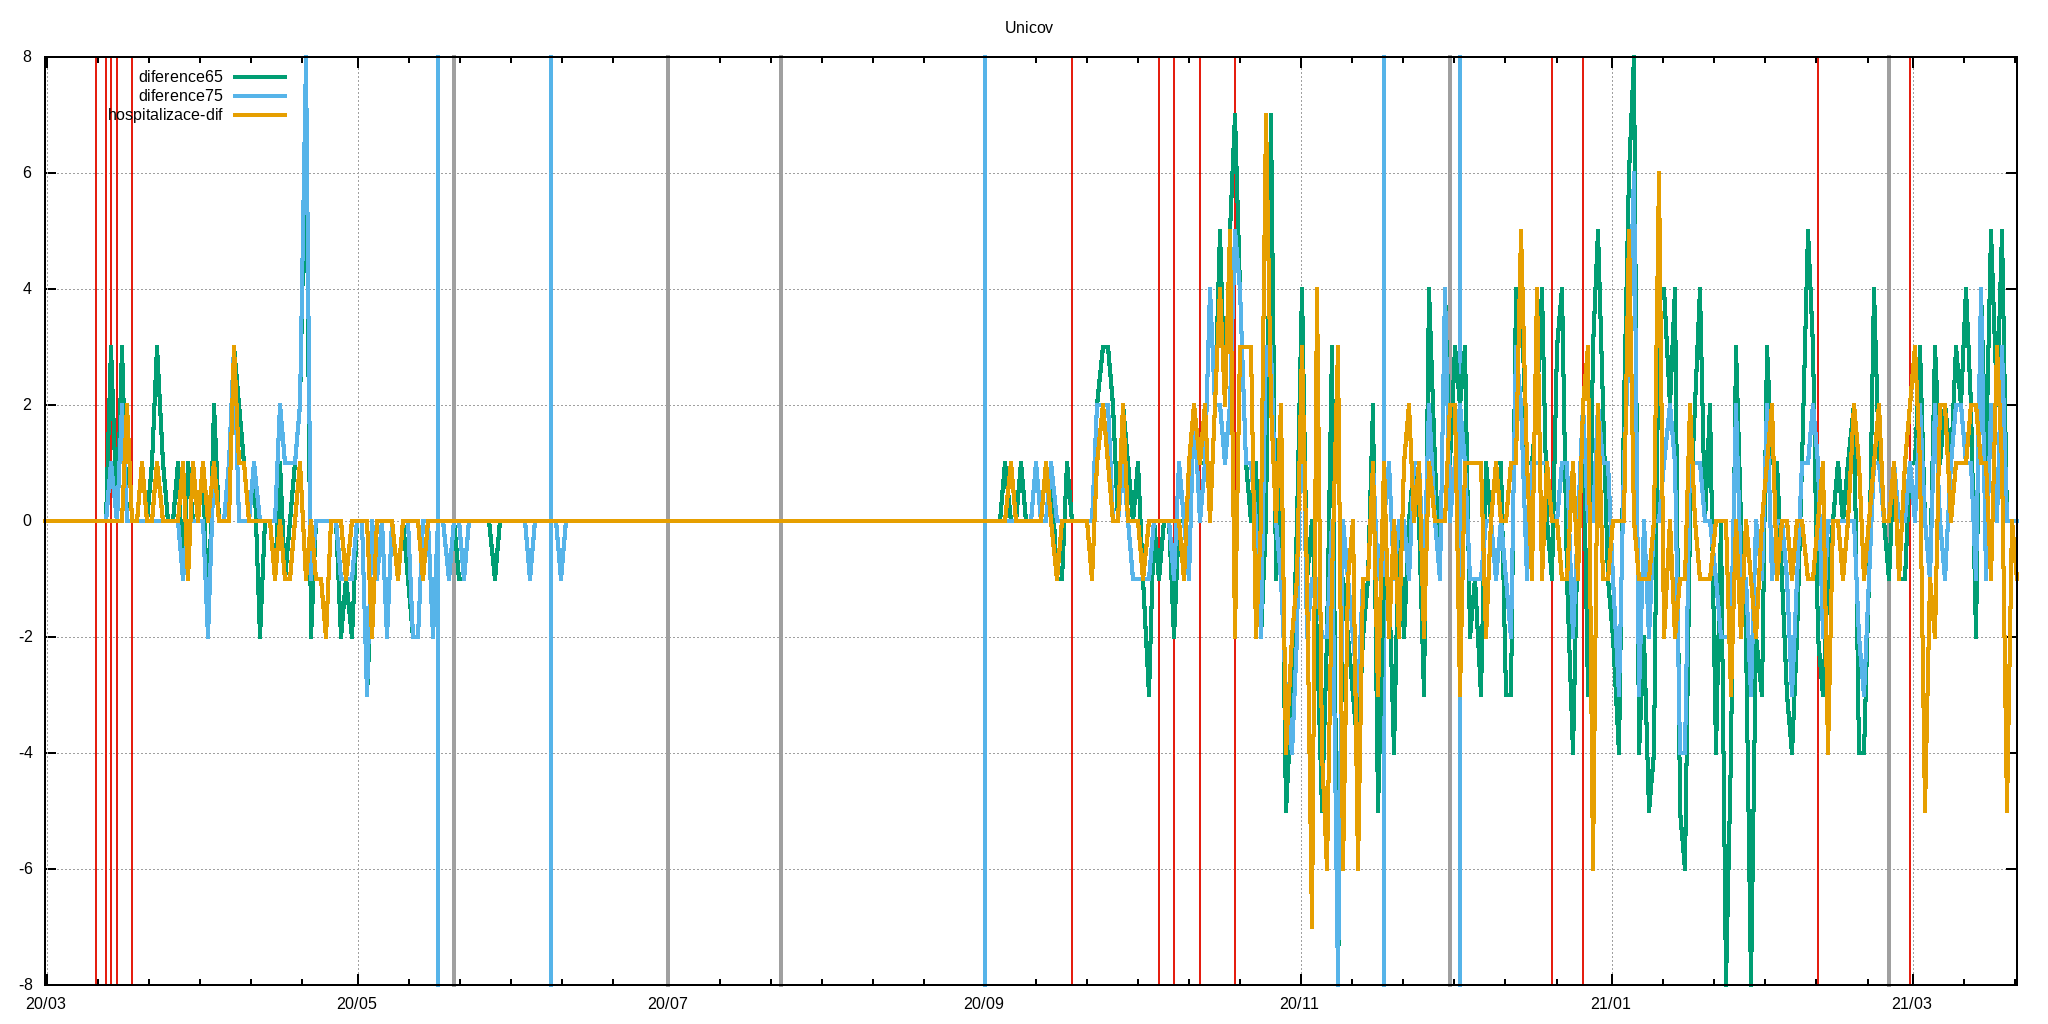 Unicov
8
diference65
diference75
hospitalizace-dif
6
4
2
0
-2
-4
-6
-8
20/03 20/05 20/07 20/09 20/11 21/01 21/03